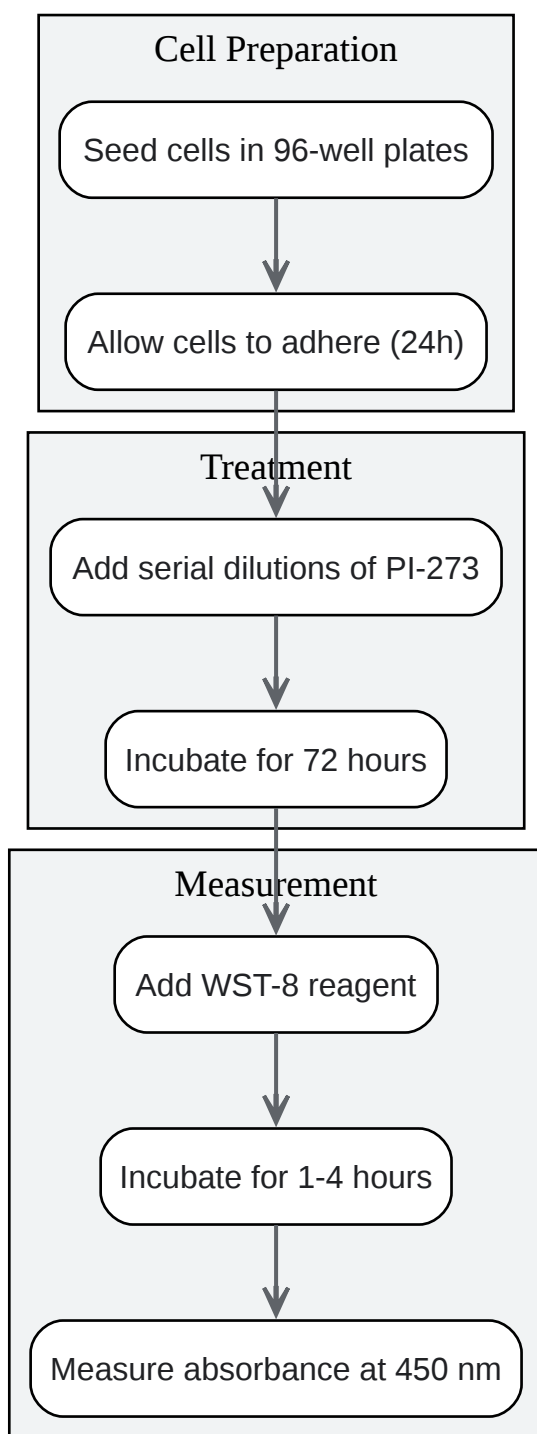 Cell Preparation
Seed cells in 96-well plates
Allow cells to adhere (24h)
Treatment
Add serial dilutions of PI-273
Incubate for 72 hours
Measurement
Add WST-8 reagent
Incubate for 1-4 hours
Measure absorbance at 450 nm